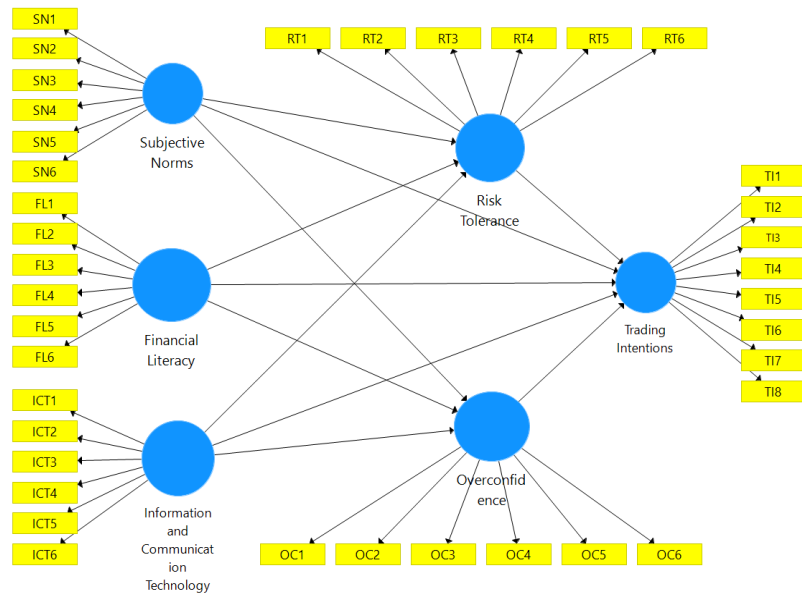 SN1
SN2
SN3
SN4
SN5
SN6
Subjective
Norms
RT1
RT2
RT3
RT4
RT5
RT6
Risk
Tolerance
FL1
FL2
FL3
FL4
FL5
FL6
Financial
Literacy
TI1
TI2
TI3
TI4
TI5
TI6
TI7
TI8
Trading
Intentions
ICT1
ICT2
ICT3
ICT4
ICT5
ICT6
Information
and
Communicat
ion
Technology
Overconfid
ence
OC1
OC2
OC3
OC4
OC5
OC6